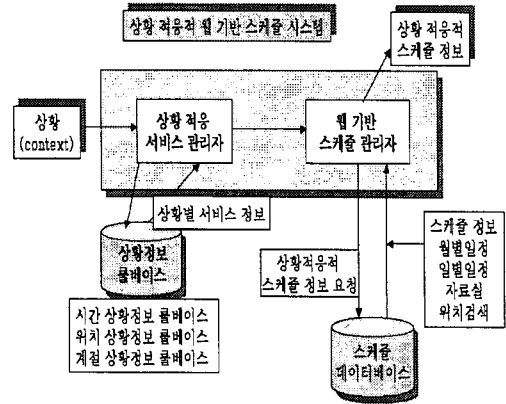 상황 적응적 웹 기반 스케줄 시스템
상황 적응적
스케줄 정보
상황
(context)
상황 적응
서비스 관리자
웹 기반
스케줄 관리자
상황별 서비스 정보
상황정보
룰베이스
시간 상황정보 룰베이스
위치 상황정보 룰베이스
계절 상황정보 룰베이스
상황적응적
스케줄 정보 요청
스케줄 정보
월별일정
일별일정
자료실
위치검색
스케줄
데이터베이스